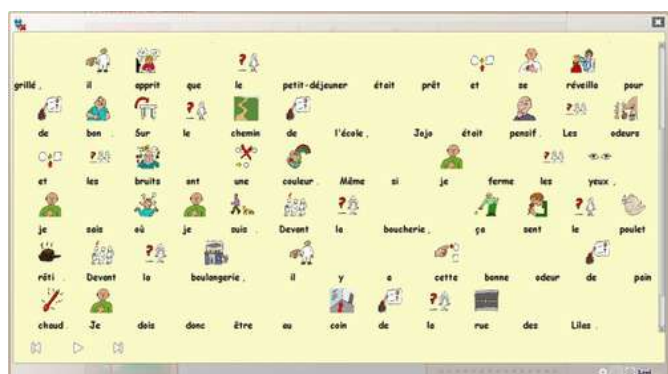 grillé , il apprit que le petit-déjeuner était prêt et se réveilla pour
de bon . Sur le chemin de l'école , Jojo était pensif . Les odeurs
et les bruits ont une couleur . Même si je ferme les yeux ,
je sais où je suis . Devant la boucherie , ça sent le poulet
rôti . Devant la boulangerie , il y a cette bonne odeur de pain
chaud . Je dois donc être au coin de la rue des Lilas .